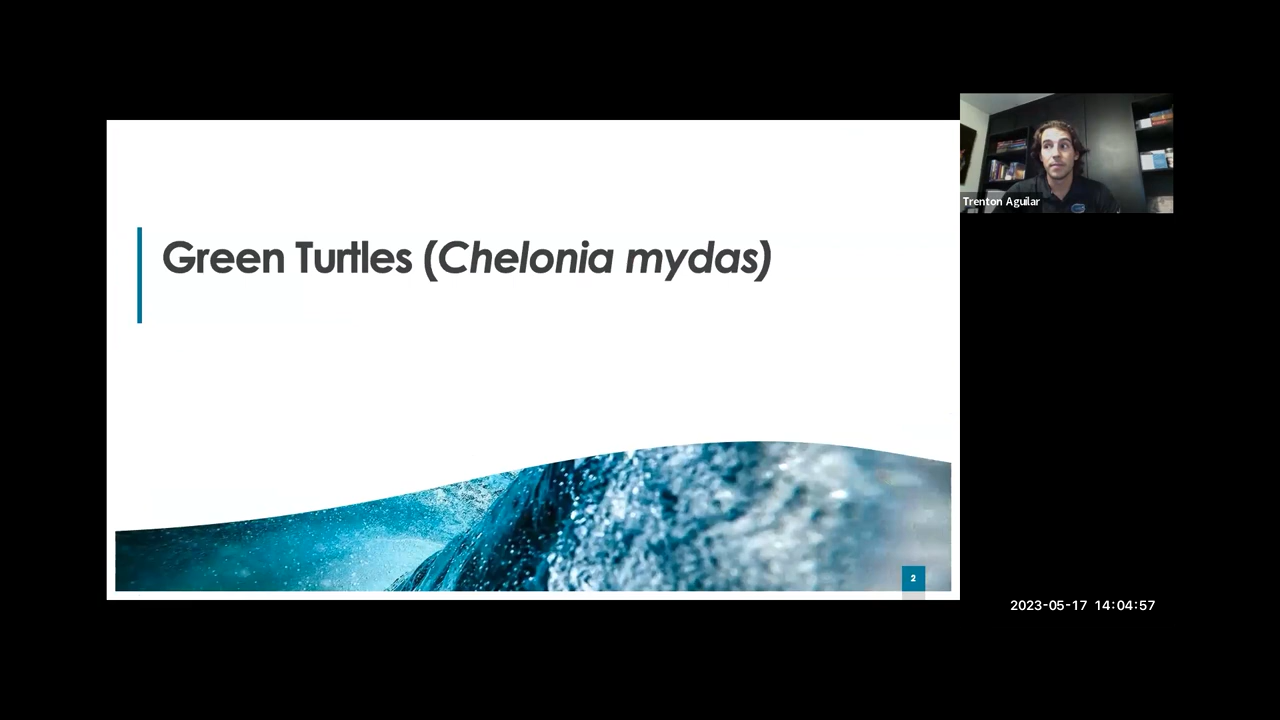 Green Turtles (Chelonia mydas)
Trenton Aguilar
2
2023-05-17 14:04:57